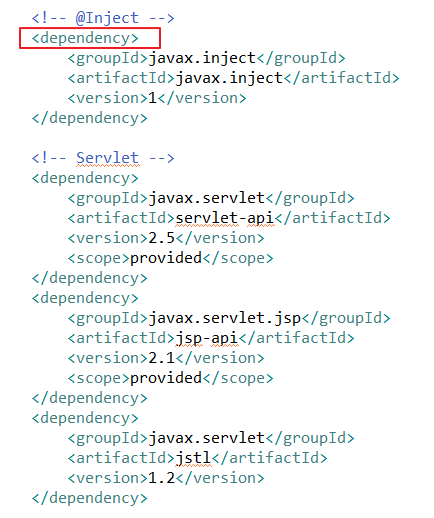 <!-- @Inject -->
<dependency>
    <groupId>javax.inject</groupId>
    <artifactId>javax.inject</artifactId>
    <version>1</version>
</dependency>

<!-- Servlet -->
<dependency>
    <groupId>javax.servlet</groupId>
    <artifactId>servlet-api</artifactId>
    <version>2.5</version>
    <scope>provided</scope>
</dependency>
<dependency>
    <groupId>javax.servlet.jsp</groupId>
    <artifactId>jsp-api</artifactId>
    <version>2.1</version>
    <scope>provided</scope>
</dependency>
<dependency>
    <groupId>javax.servlet</groupId>
    <artifactId>jstl</artifactId>
    <version>1.2</version>
</dependency>